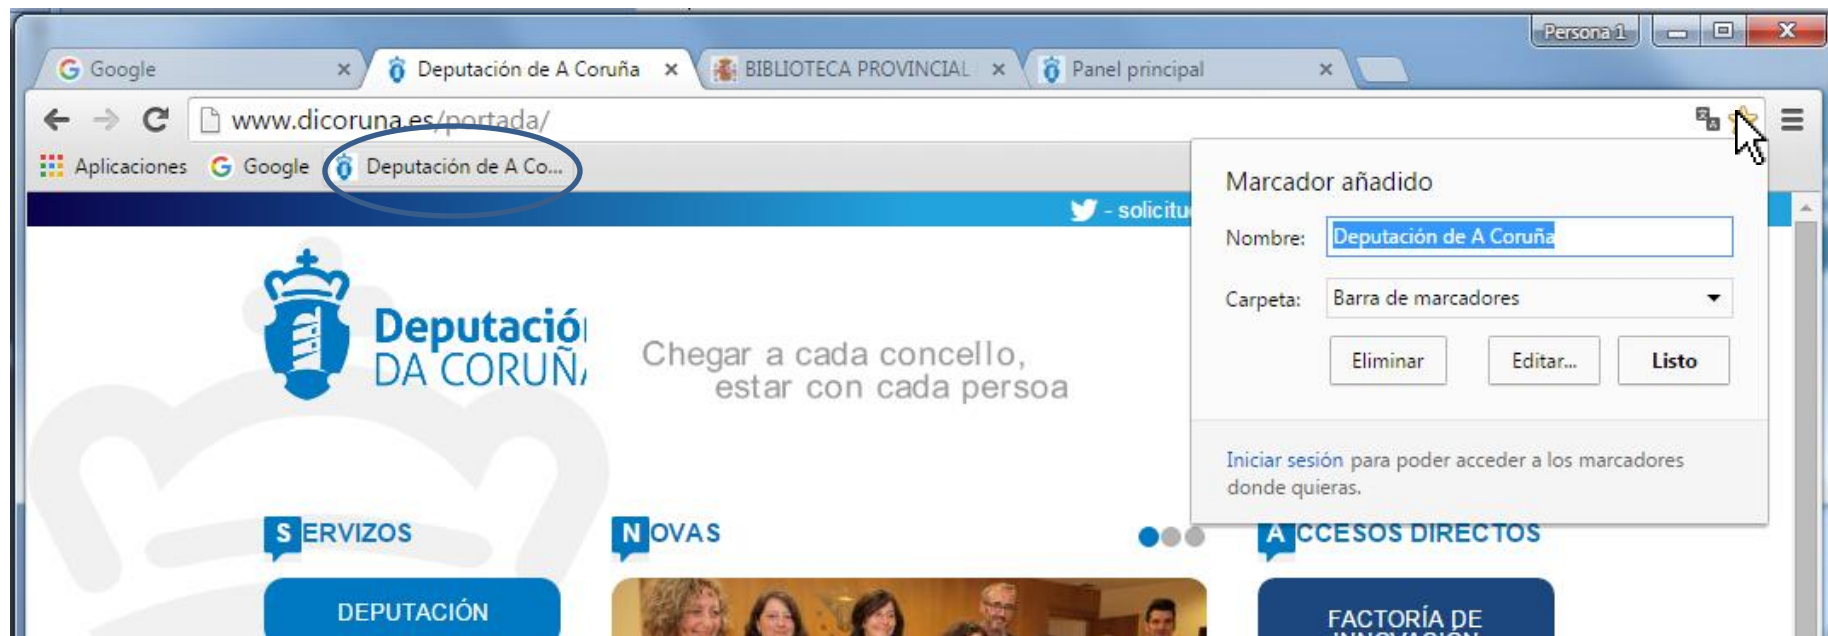 Persona 1
Google
Deputación de A Coruña
BIBLIOTECA PROVINCIAL
Panel principal
www.dicoruna.es/portada/
Aplicaciones
Google
Deputación de A Co...
- solicitu
Marcador añadido
Nombre: Deputación de A Coruña
Carpeta: Barra de marcadores
Eliminar
Editar...
Listo
Iniciar sesión para poder acceder a los marcadores
donde quieras.
Deputación
DA CORUÑA
Chegar a cada concello,
estar con cada persoa
SERVIZOS
NOVAS
ACCESOS DIRECTOS
DEPUTACIÓN
FACTORÍA DE
INNOVACIÓN